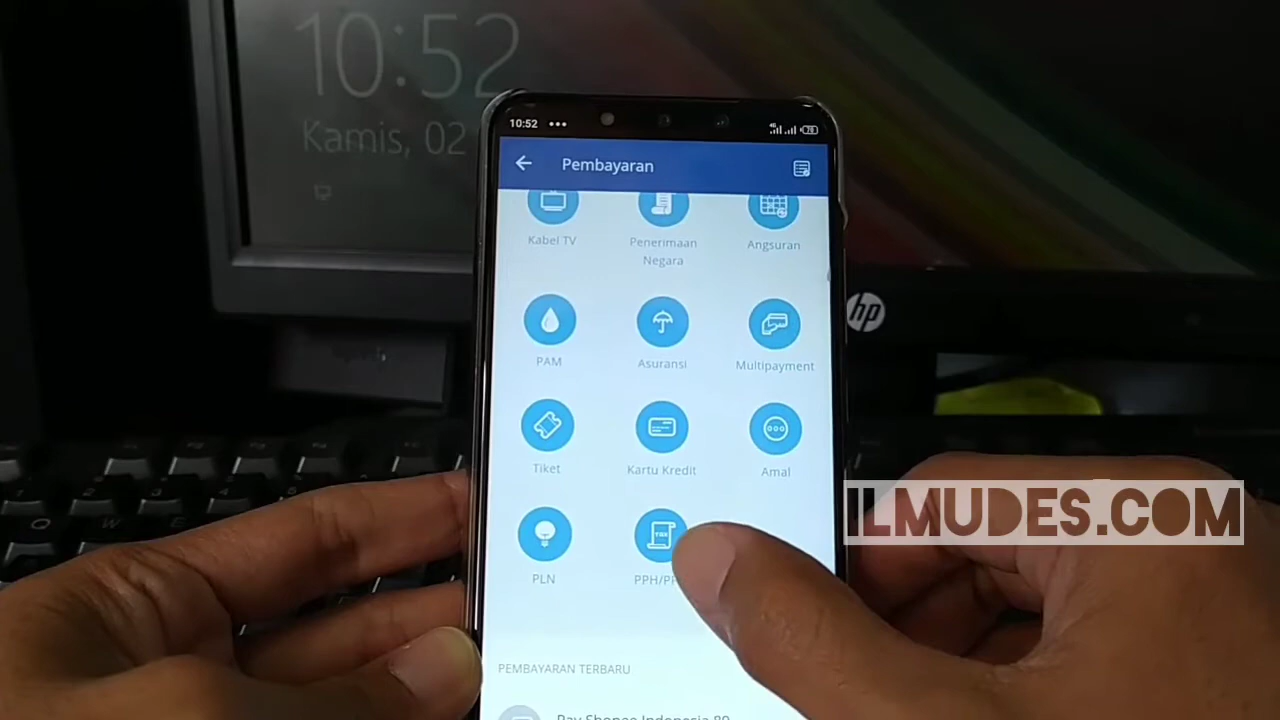 10:52
Kamis, 02
10:52
Pembayaran
Kabel TV
Penerimaan
Negara
Angsuran
PAM
Asuransi
Multipayment
Tiket
Kartu Kredit
Amal
PLN
TAX
PEMBAYARAN TERBARU
hp
ILMUDES.COM